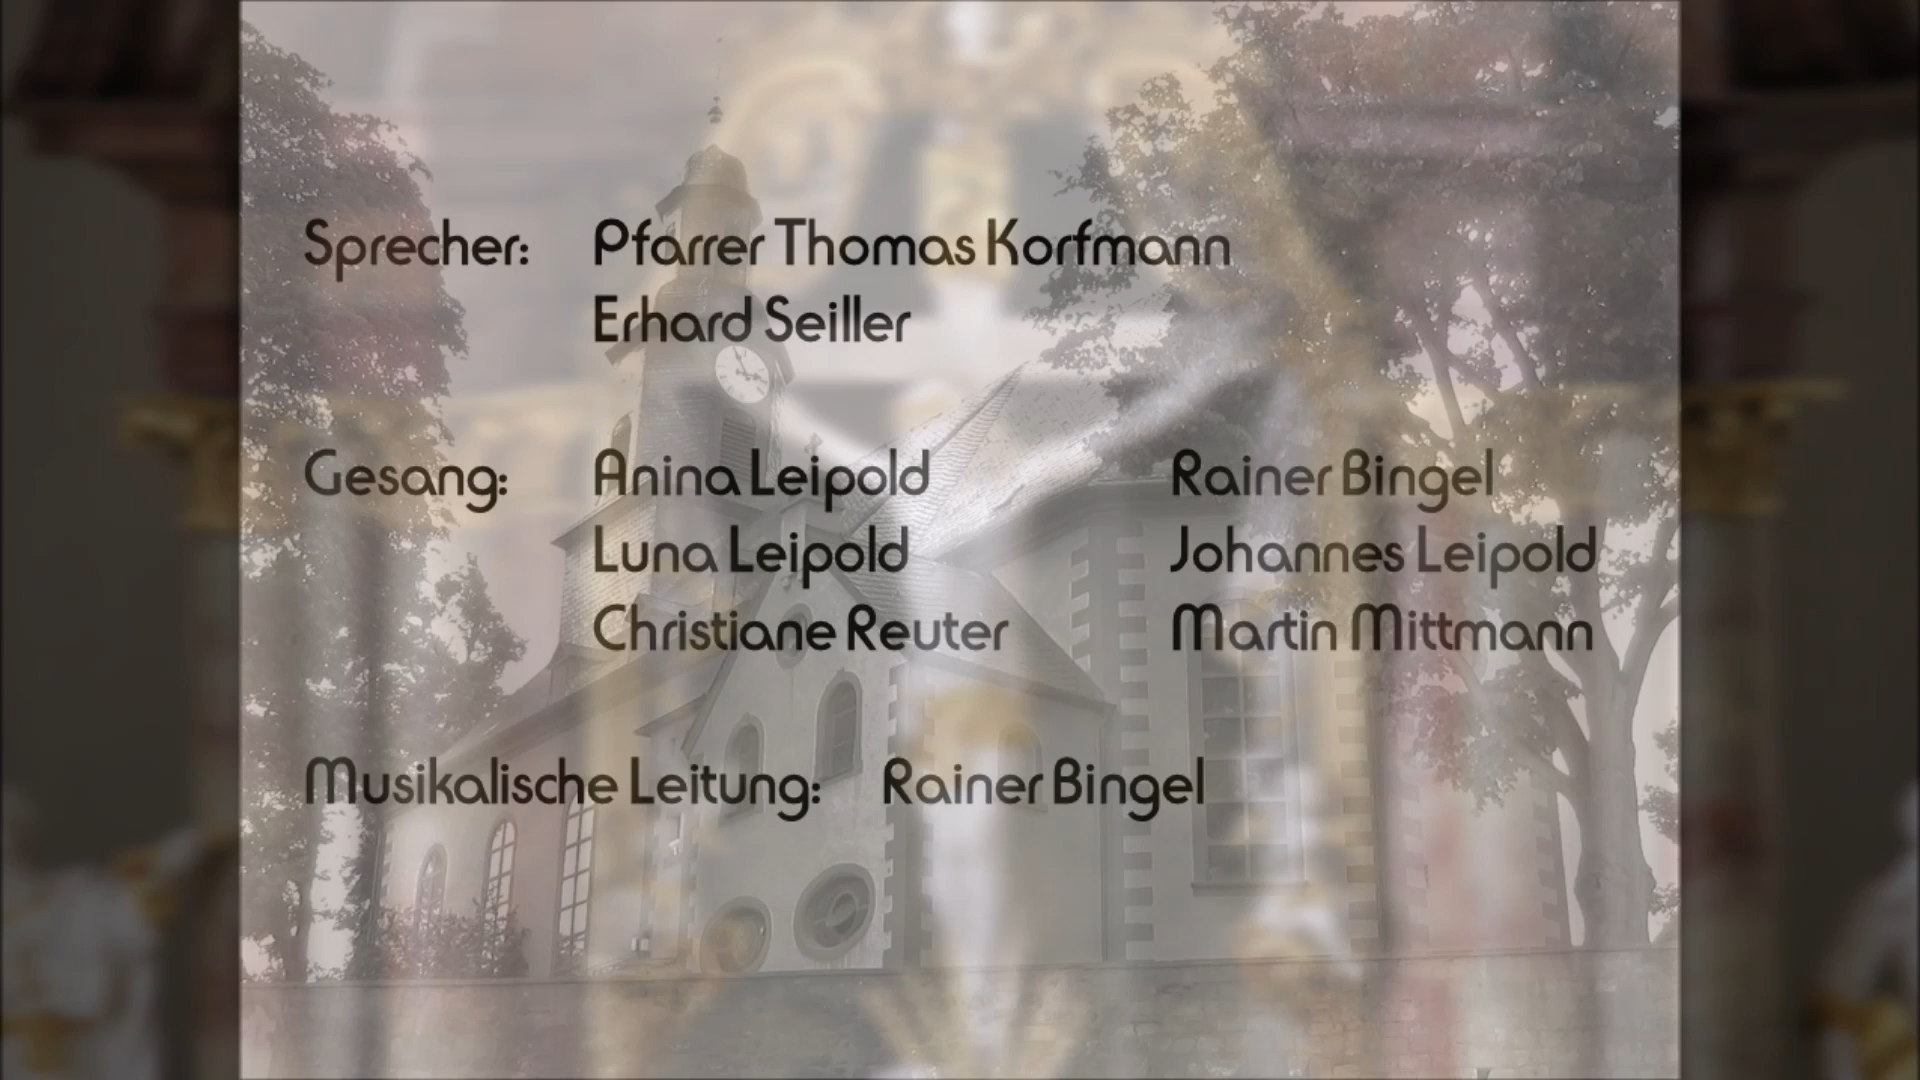 Sprecher: Pfarrer Thomas Korfmann
Erhard Seiller
Gesang: Anina Leipold Rainer Bingel
Luna Leipold Johannes Leipold
Christiane Reuter Martin Mittmann
Musikalische Leitung: Rainer Bingel